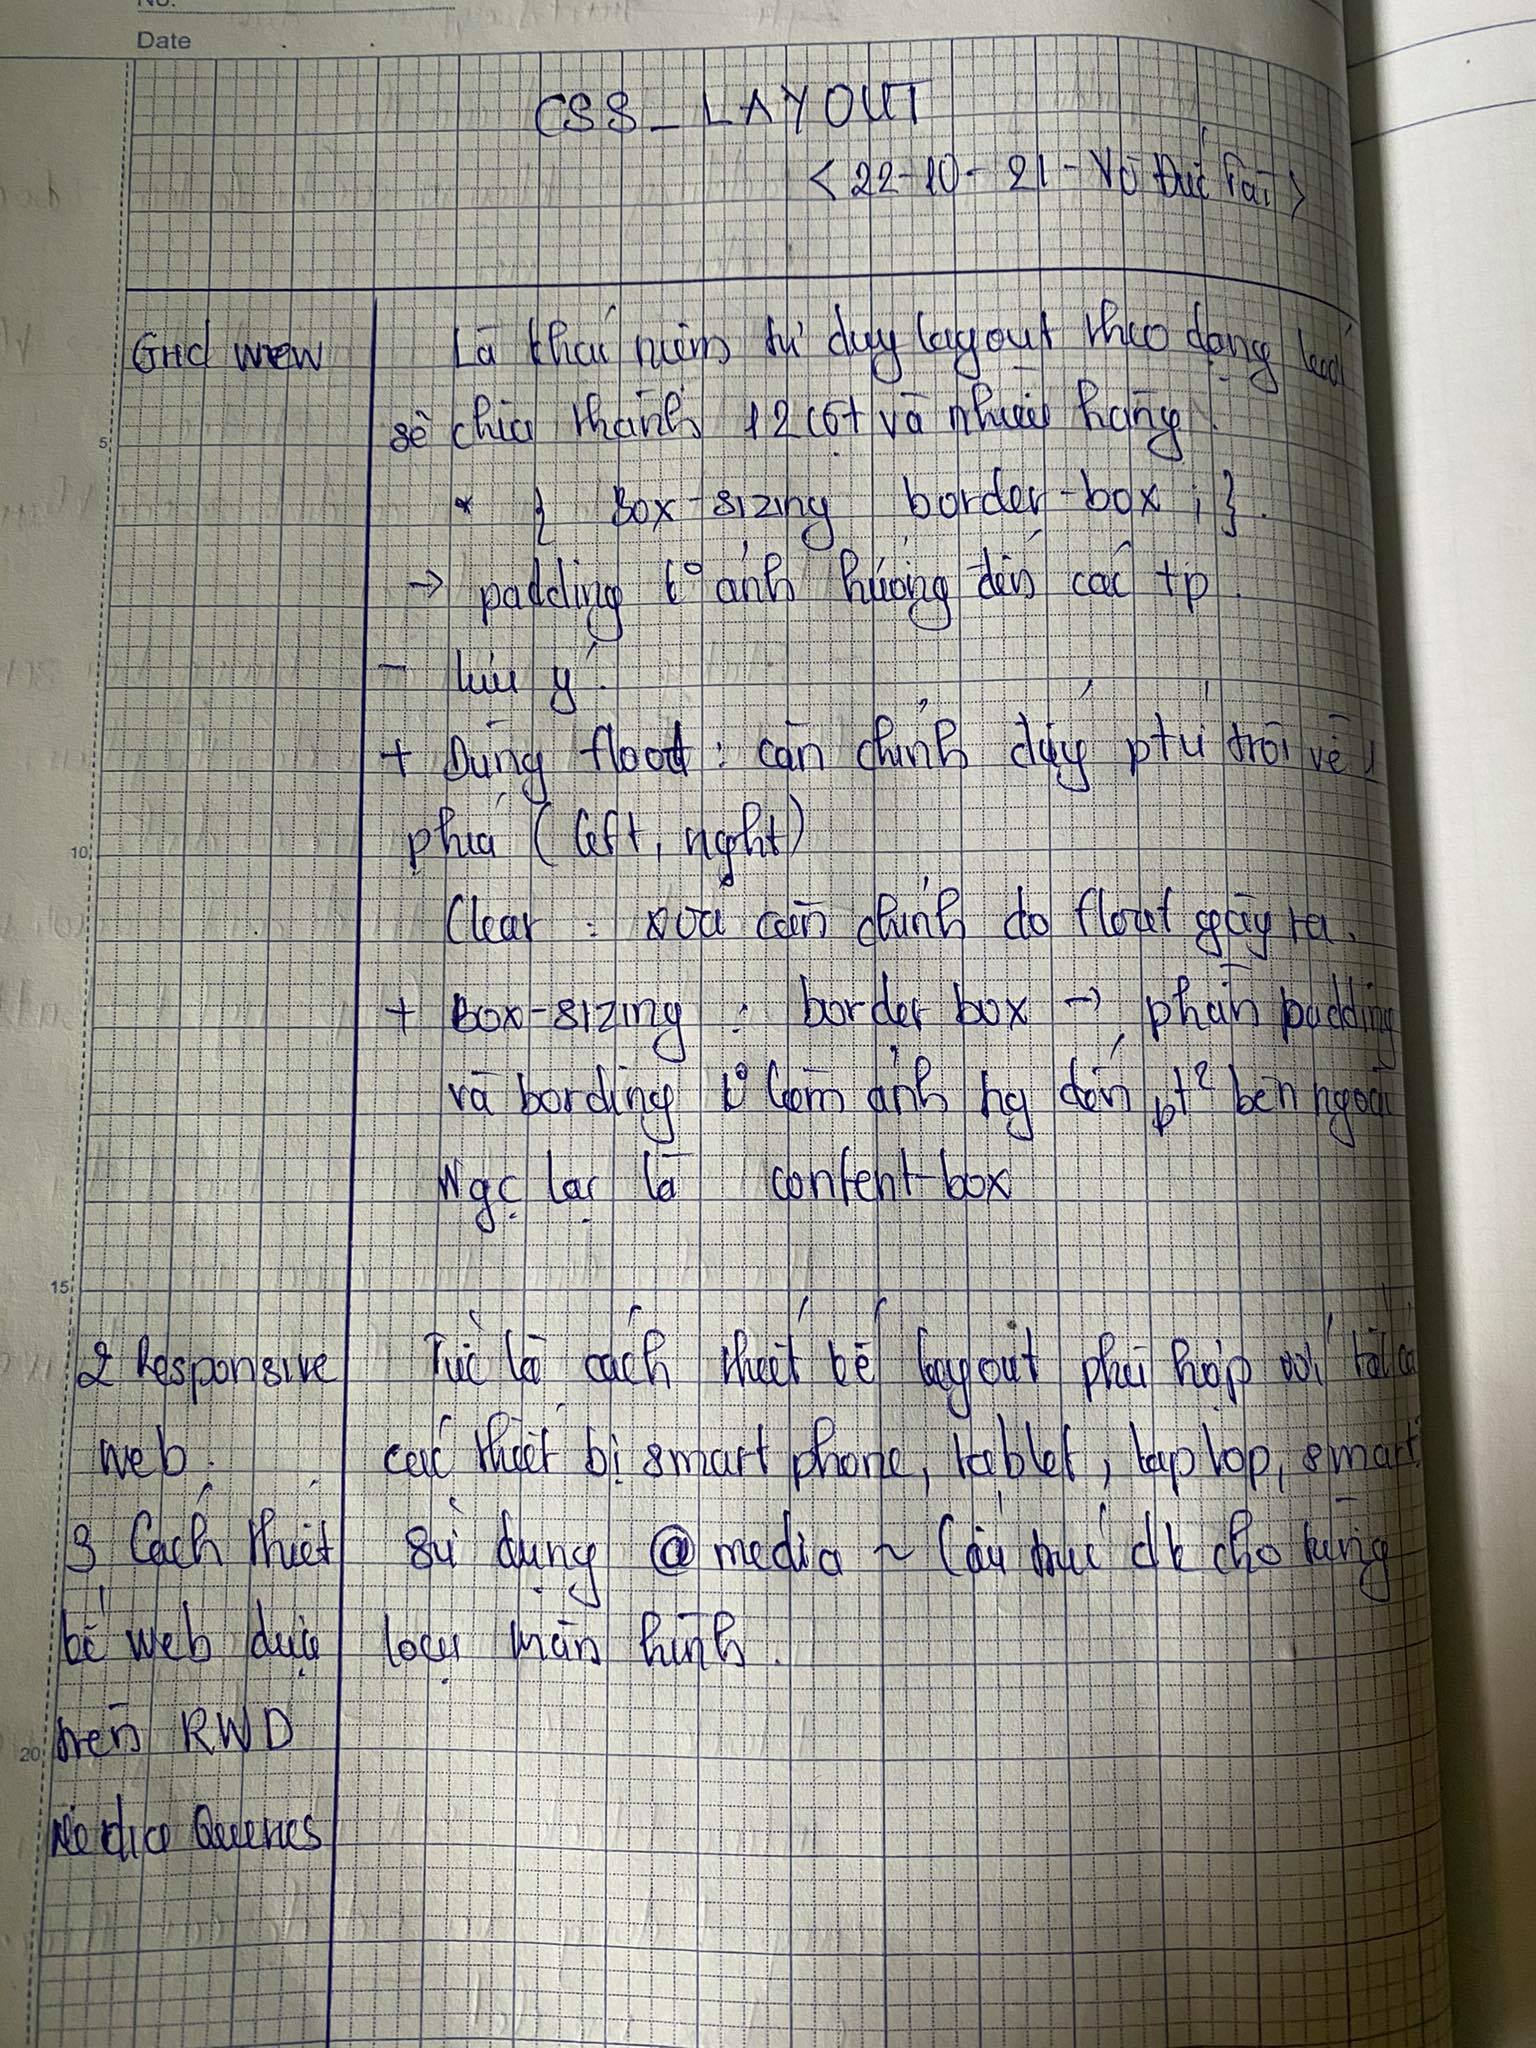 No.
Date
CSS_LAYOUT
<22-10-21-Võ Đức Tài>
Grid view
Là khái niệm tư duy layout theo dạng lưới
sẽ chia thành 12 cột và nhiều hàng.
* { Box-sizing border-box ; }.
→ padding k° ảnh hưởng đến các tp.
- lưu ý:
+ Dùng float : căn chỉnh đẩy ptử trôi về 1
phía (left, right)
Clear : xoá căn chỉnh do float gây ra.
+ Box-sizing : border box → phần padding
và bording k° làm ảnh hg đến pt² bên ngoài
Ngc lại là content-box
2 Responsive
web.
Tức là cách thiết kế layout phù hợp với tất cả
các thiết bị smart phone, tablet, laptop, smart
3 Cách thiết
kế web dựa
trên RWD
Media Queries
Sử dụng @ media ~ Cấu trúc đk cho từng
loại màn hình.
5
10
15
20